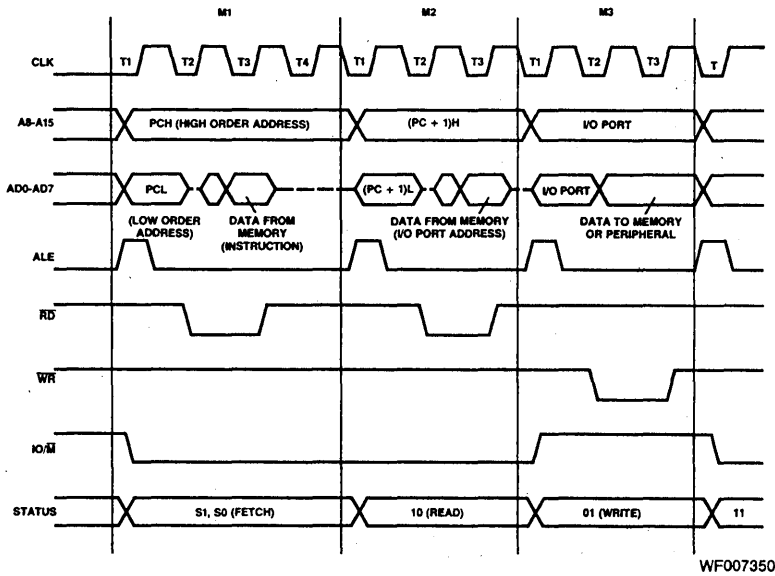 M1 M2 M3
CLK T1 T2 T3 T4 T1 T2 T3 T1 T2 T3 T
A8-A15 PCH (HIGH ORDER ADDRESS) (PC + 1)H I/O PORT
AD0-AD7 PCL (PC + 1)L I/O PORT
(LOW ORDER ADDRESS) DATA FROM MEMORY (INSTRUCTION) DATA FROM MEMORY (I/O PORT ADDRESS) DATA TO MEMORY OR PERIPHERAL
ALE
R̅D̅
W̅R̅
IO/M̅
STATUS S1, S0 (FETCH) 10 (READ) 01 (WRITE) 11
WF007350